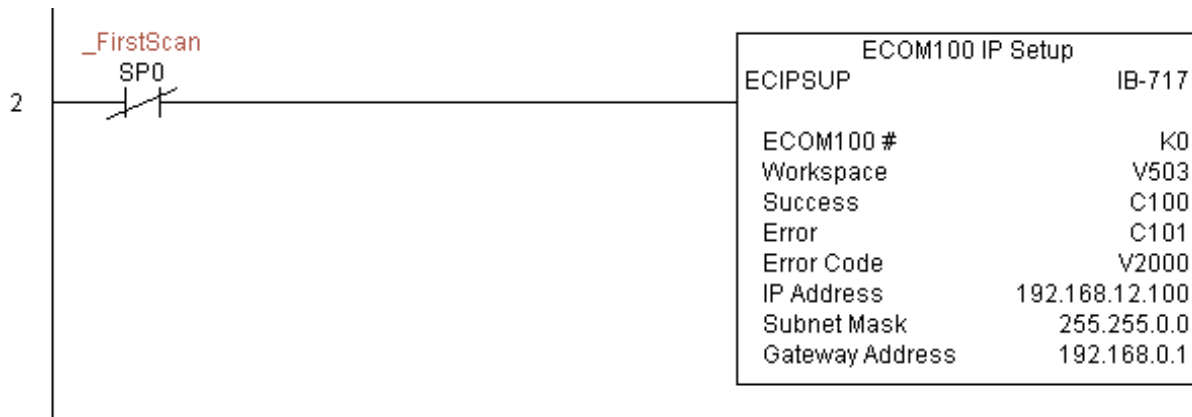 _FirstScan
SP0
2
ECOM100 IP Setup
ECIPSUP IB-717
ECOM100 # K0
Workspace V503
Success C100
Error C101
Error Code V2000
IP Address 192.168.12.100
Subnet Mask 255.255.0.0
Gateway Address 192.168.0.1